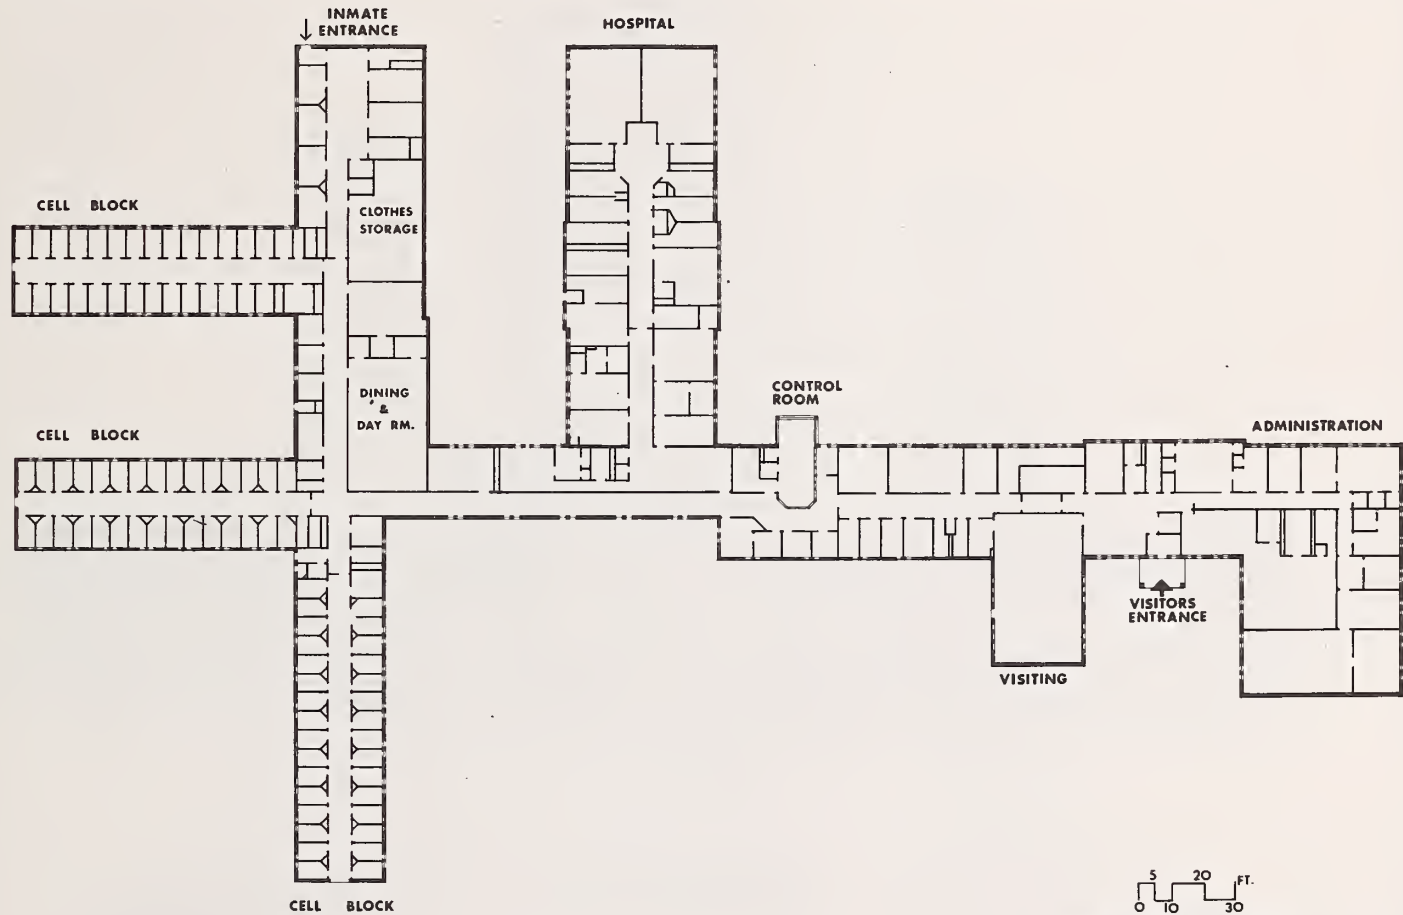 INMATE
ENTRANCE
HOSPITAL
CELL BLOCK
CLOTHES
STORAGE
CONTROL
ROOM
DINING
&
DAY RM.
CELL BLOCK
ADMINISTRATION
VISITORS
ENTRANCE
VISITING
CELL BLOCK
5 20 FT.
0 10 30